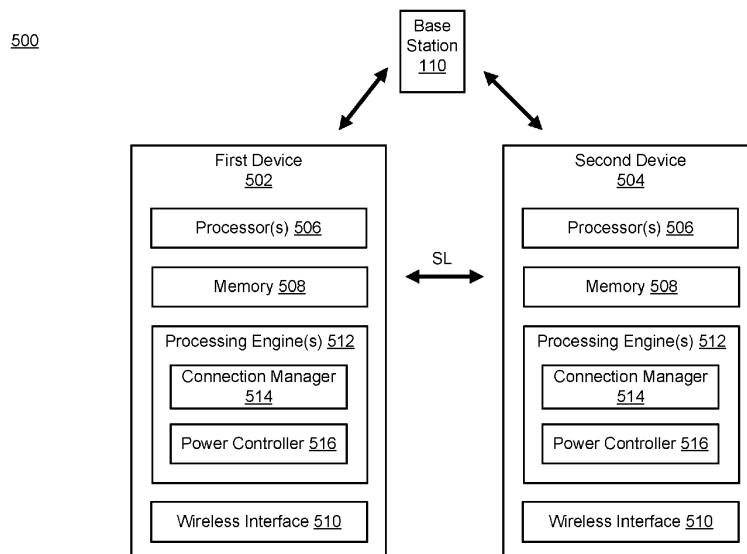 500
Base
Station
110
First Device
502
Processor(s) 506
Memory 508
Processing Engine(s) 512
Connection Manager
514
Power Controller 516
Wireless Interface 510
SL
Second Device
504
Processor(s) 506
Memory 508
Processing Engine(s) 512
Connection Manager
514
Power Controller 516
Wireless Interface 510